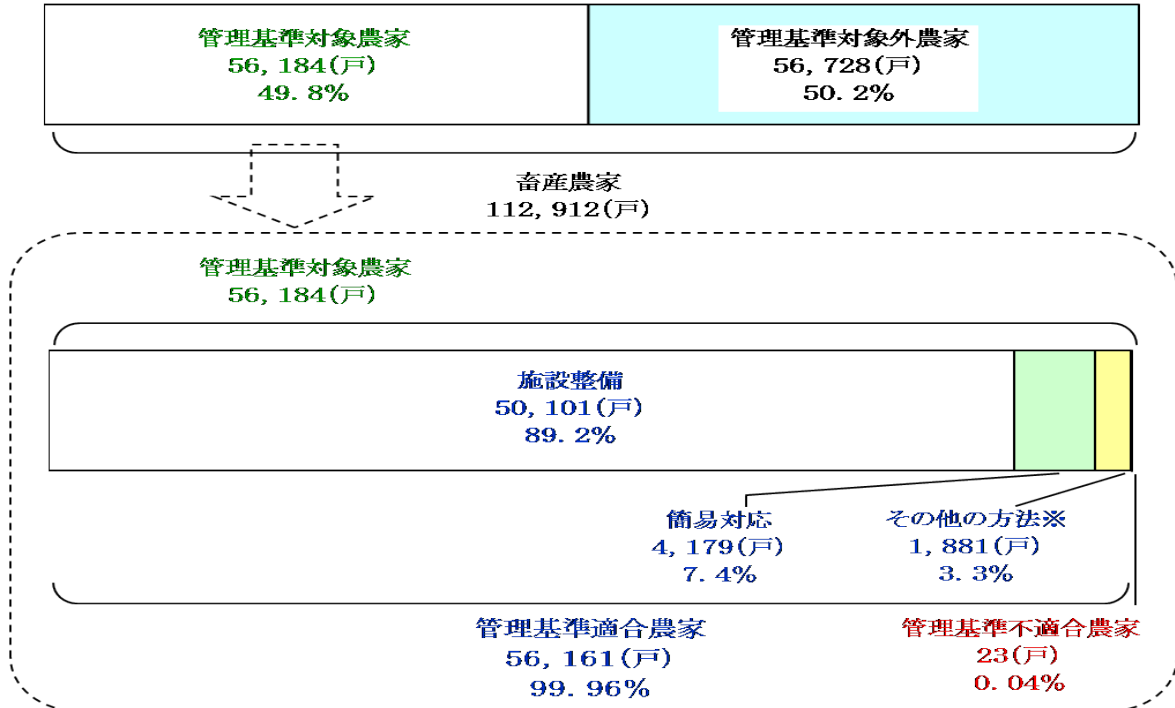 管理基準対象農家
56,184(戸)
49.8%
管理基準対象外農家
56,728(戸)
50.2%
畜産農家
112,912(戸)
管理基準対象農家
56,184(戸)
施設整備
50,101(戸)
89.2%
簡易対応
4,179(戸)
7.4%
その他の方法※
1,881(戸)
3.3%
管理基準適合農家
56,161(戸)
99.96%
管理基準不適合農家
23(戸)
0.04%